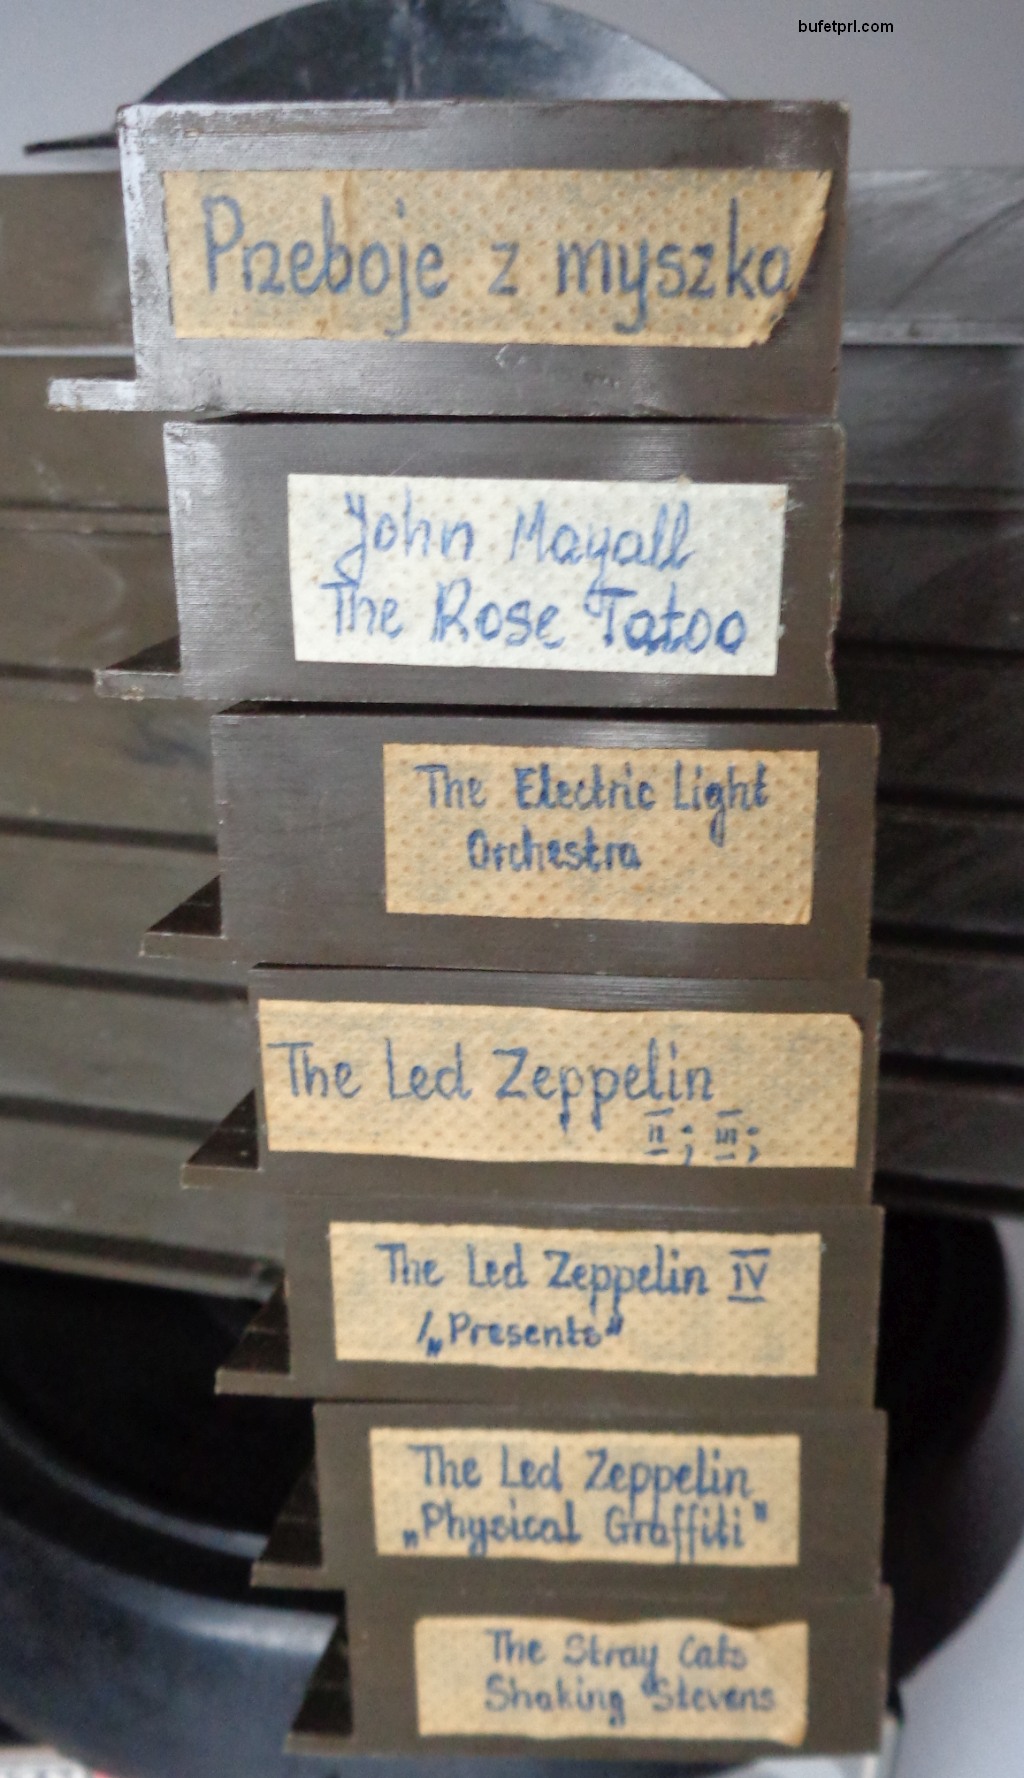 bufetprl.com
Przeboje z myszką
John Mayall
The Rose Tatoo
The Electric Light
Orchestra
The Led Zeppelin
II; III;
The Led Zeppelin IV
/„Presents"
The Led Zeppelin
„Physical Graffiti"
The Stray Cats
Shaking Stevens